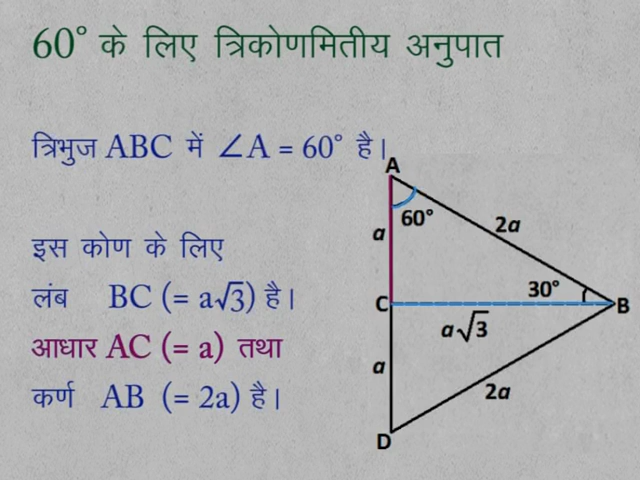 60° के लिए त्रिकोणमितीय अनुपात
त्रिभुज ABC में ∠A = 60° है।
इस कोण के लिए
लंब BC (= a√3) है।
आधार AC (= a) तथा
कर्ण AB (= 2a) है।
A
60°
2a
a
30°
C
B
a√3
a
2a
D